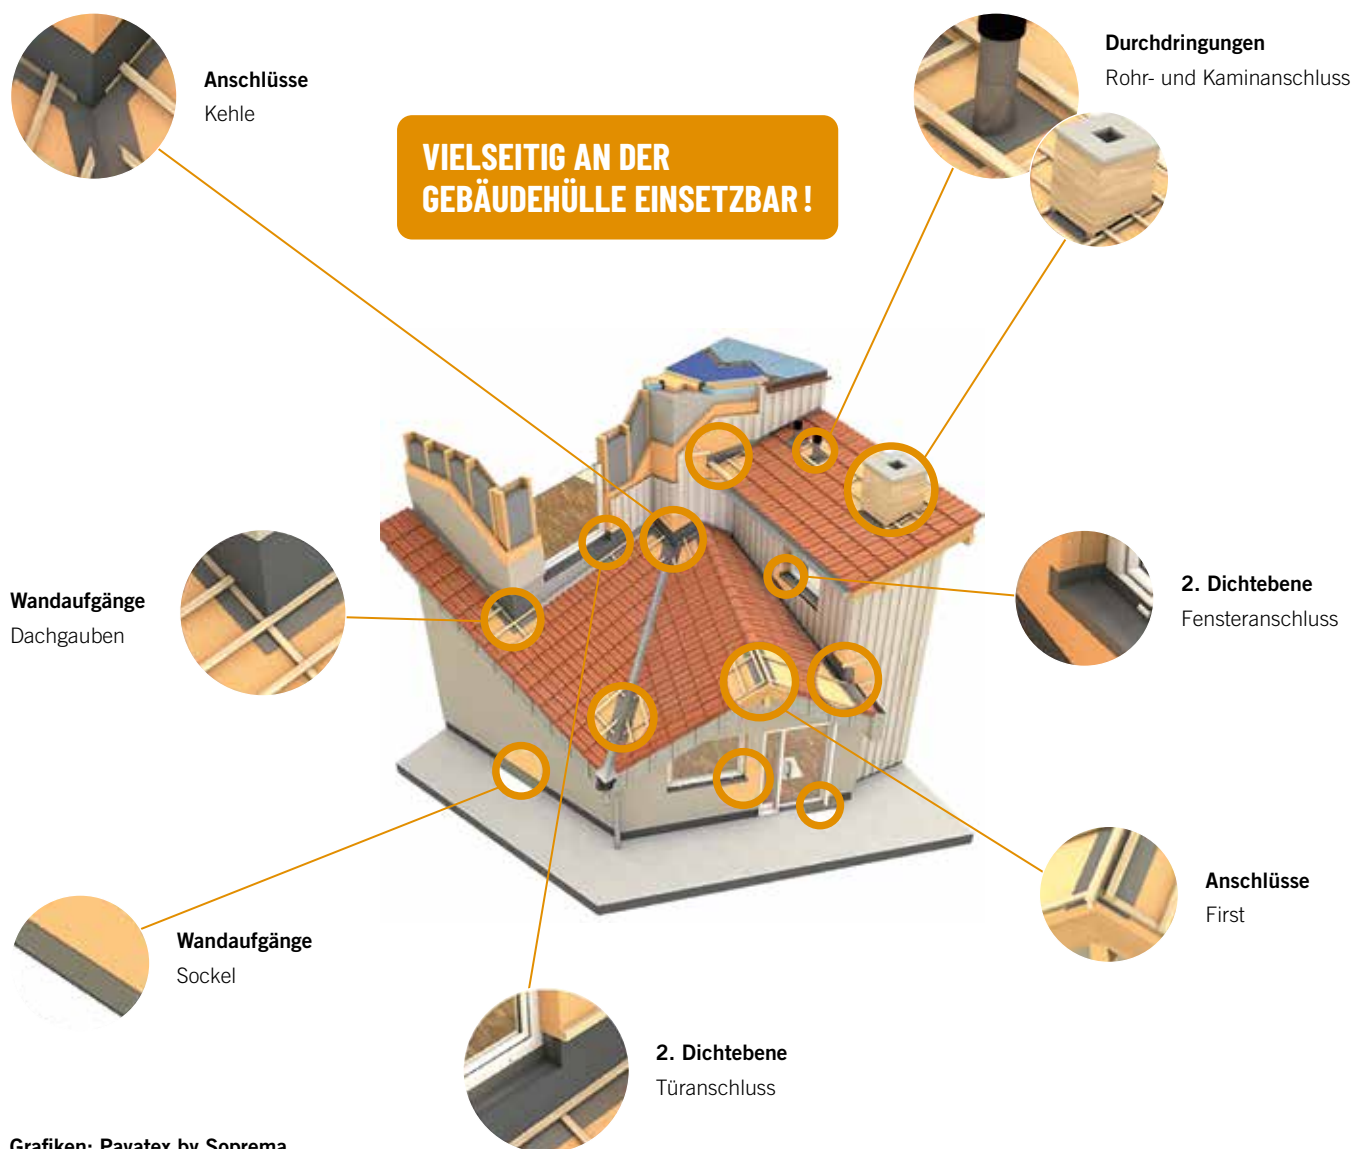 Anschlüsse
Kehle
VIELSEITIG AN DER
GEBÄUDEHÜLLE EINSETZBAR!
Durchdringungen
Rohr- und Kaminanschluss
Wandaufgänge
Dachgauben
2. Dichtebene
Fensteranschluss
Wandaufgänge
Sockel
Anschlüsse
First
2. Dichtebene
Türanschluss
Grafiken: Pavatex by Soprema